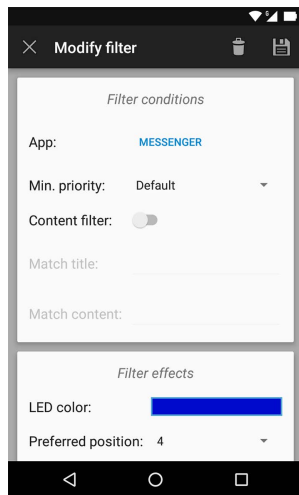 6
Modify filter
Filter conditions
App: MESSENGER
Min. priority: Default
Content filter:
Match title:
Match content:
Filter effects
LED color:
Preferred position: 4